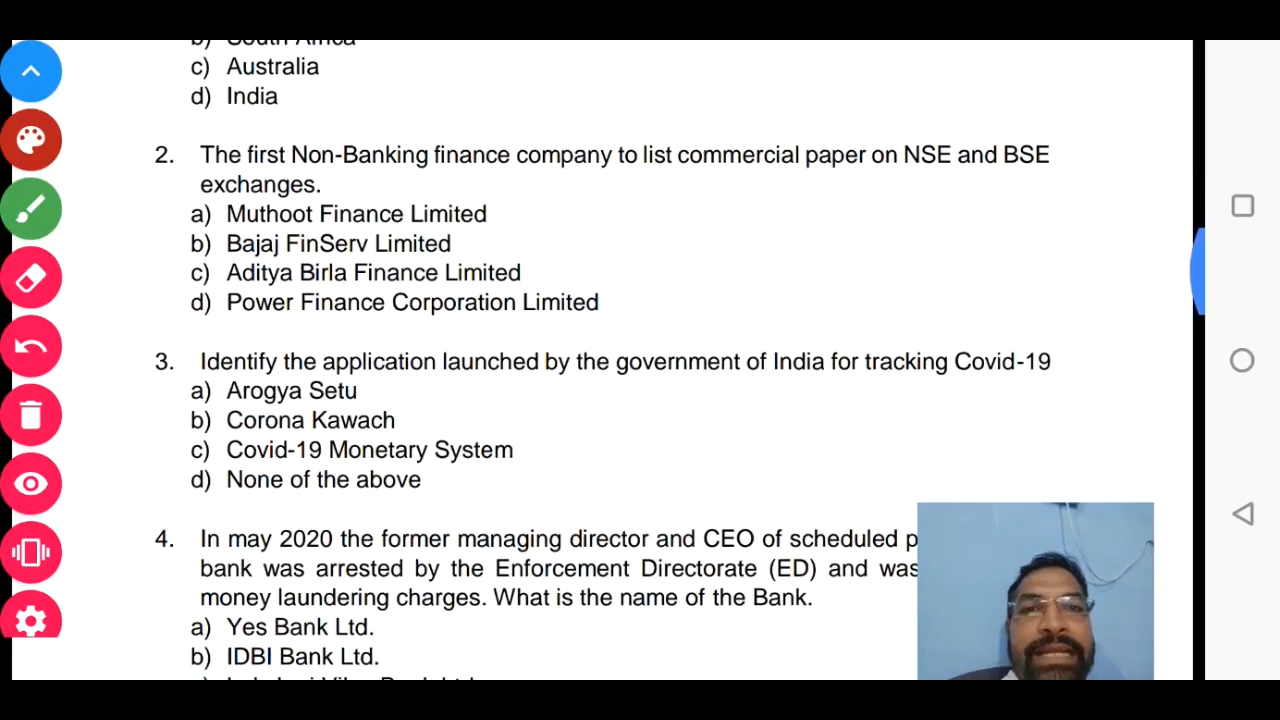 b) South Africa
c) Australia
d) India
2. The first Non-Banking finance company to list commercial paper on NSE and BSE
exchanges.
a) Muthoot Finance Limited
b) Bajaj FinServ Limited
c) Aditya Birla Finance Limited
d) Power Finance Corporation Limited
3. Identify the application launched by the government of India for tracking Covid-19
a) Arogya Setu
b) Corona Kawach
c) Covid-19 Monetary System
d) None of the above
4. In may 2020 the former managing director and CEO of scheduled p
bank was arrested by the Enforcement Directorate (ED) and was
money laundering charges. What is the name of the Bank.
a) Yes Bank Ltd.
b) IDBI Bank Ltd.